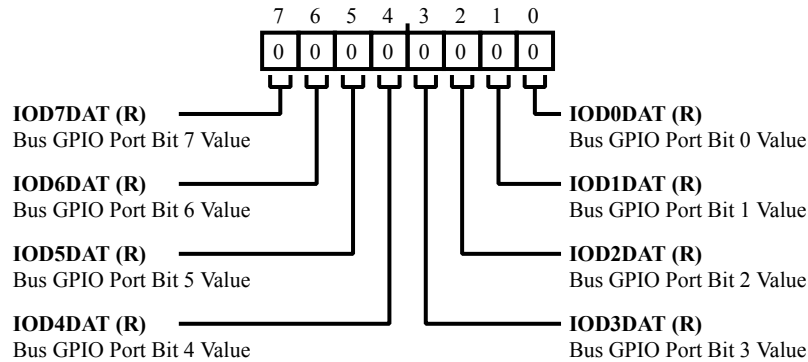 7 6 5 4 3 2 1 0
0 0 0 0 0 0 0 0
IOD7DAT (R)
Bus GPIO Port Bit 7 Value
IOD6DAT (R)
Bus GPIO Port Bit 6 Value
IOD5DAT (R)
Bus GPIO Port Bit 5 Value
IOD4DAT (R)
Bus GPIO Port Bit 4 Value
IOD0DAT (R)
Bus GPIO Port Bit 0 Value
IOD1DAT (R)
Bus GPIO Port Bit 1 Value
IOD2DAT (R)
Bus GPIO Port Bit 2 Value
IOD3DAT (R)
Bus GPIO Port Bit 3 Value